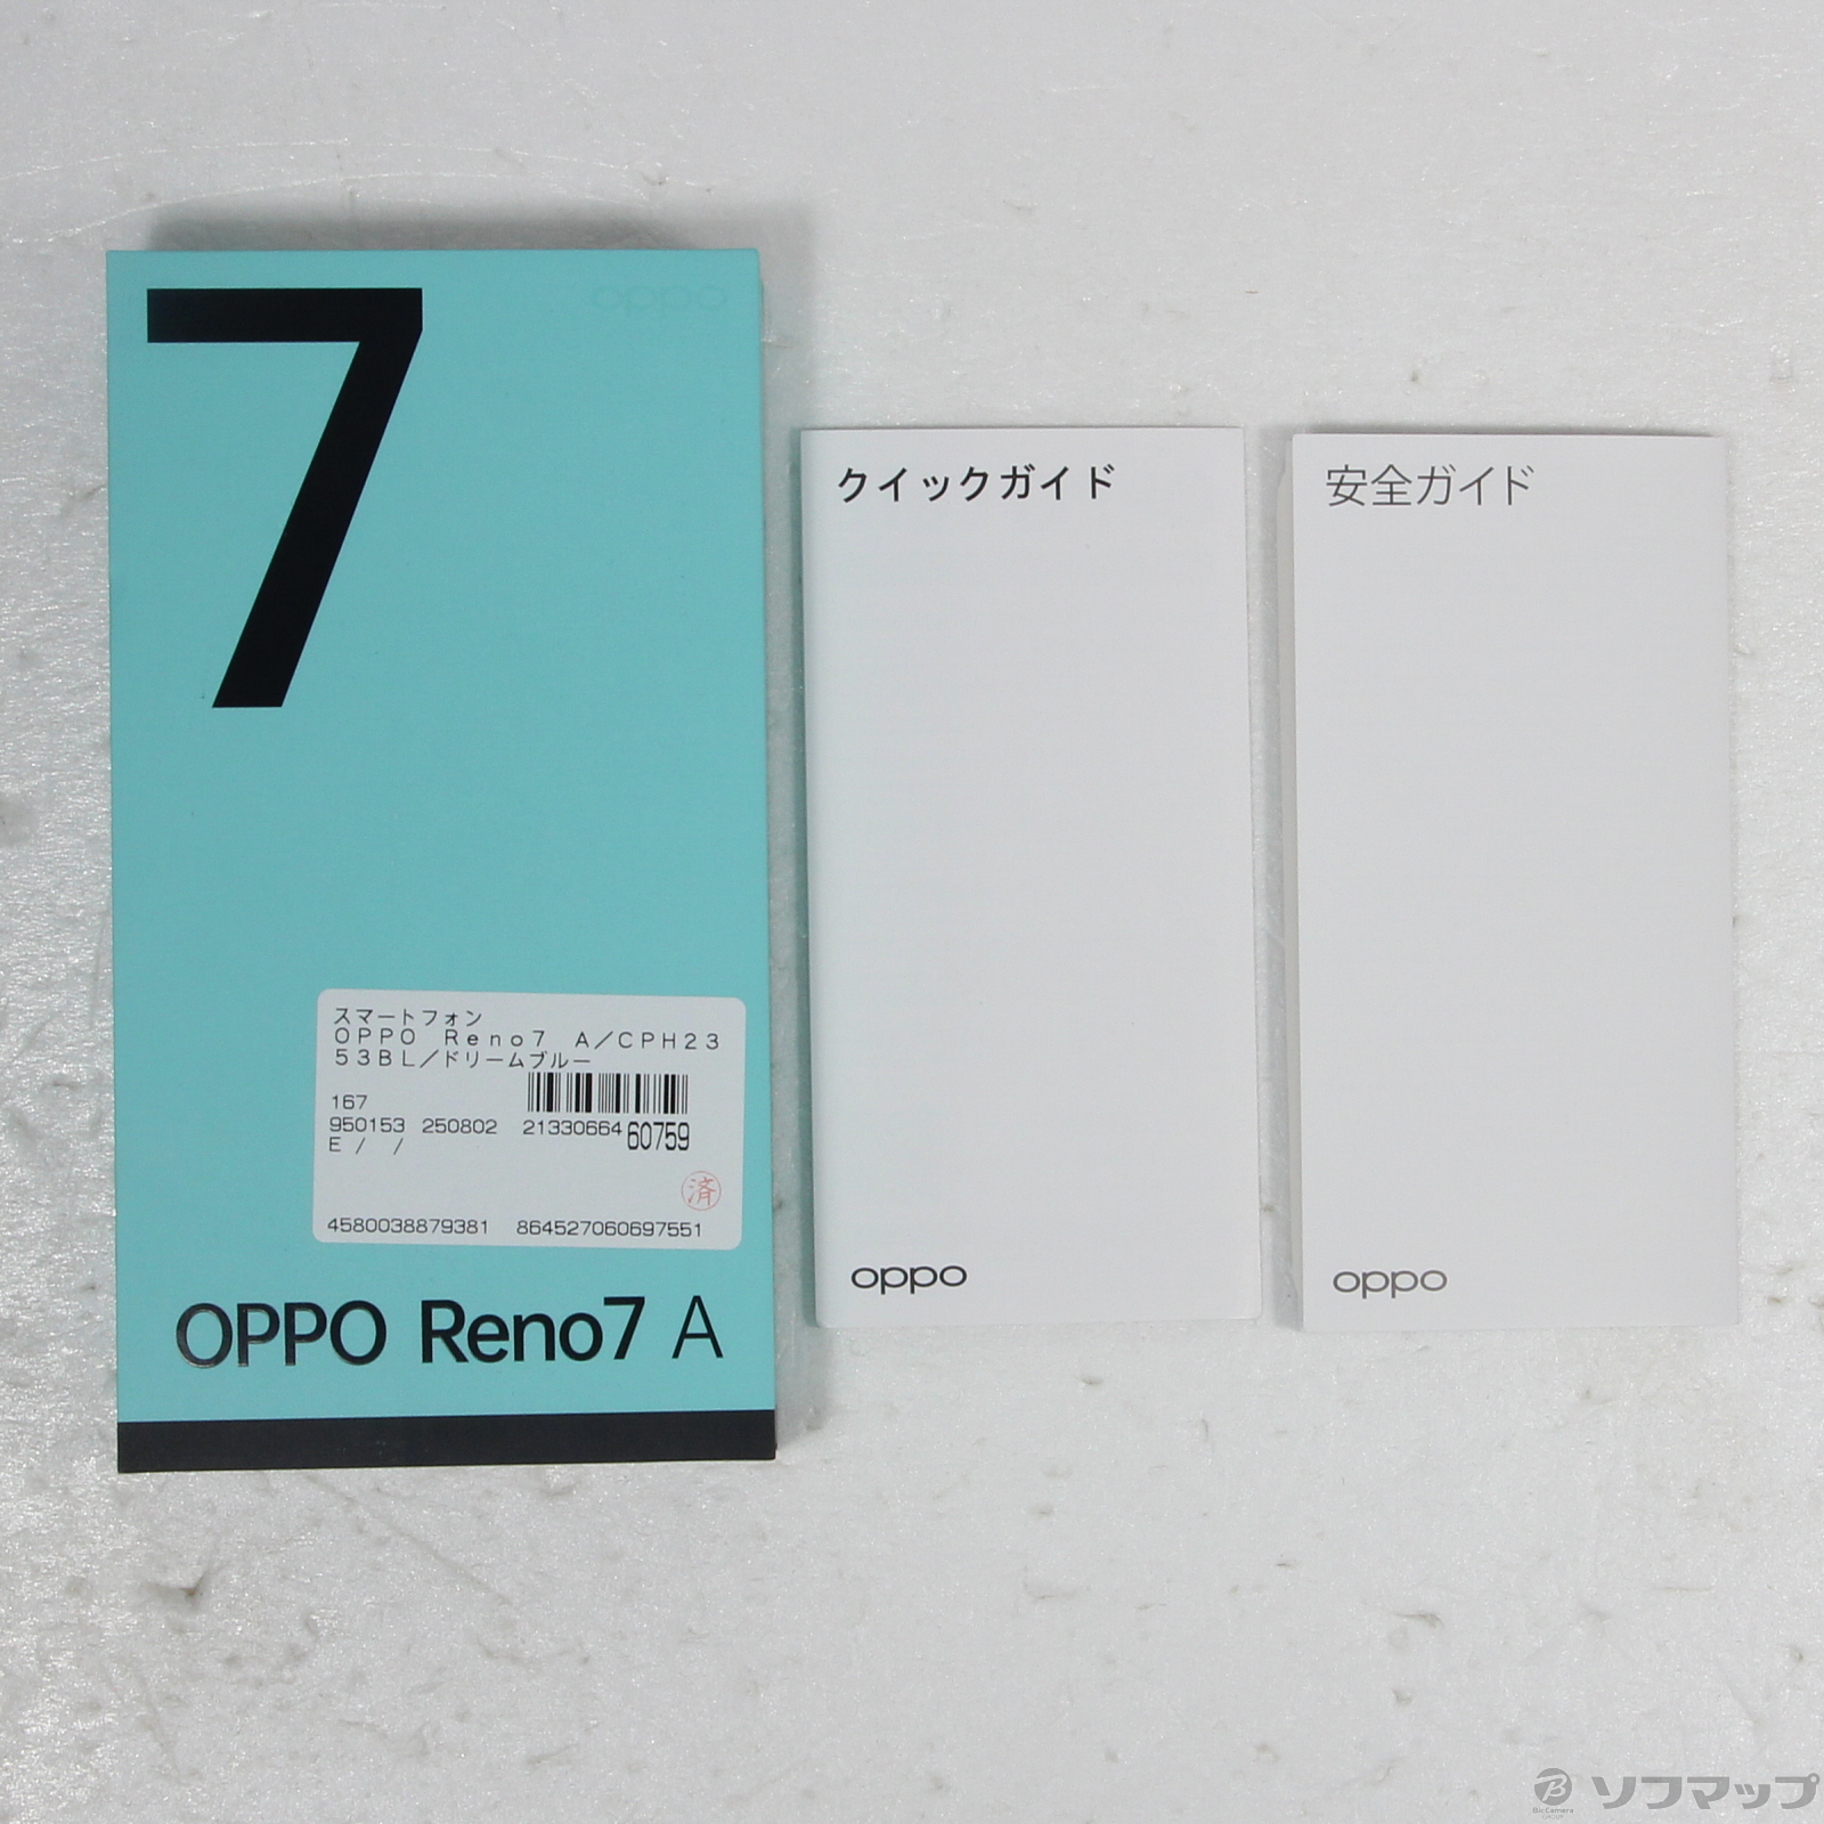 7
oppo
スマートフォン
OPPO Reno7 A／CPH23
53BL／ドリームブルー
167
950153 250802 21330664 60759
E / /
済
4580038879381 864527060697551
OPPO Reno7 A
クイックガイド
oppo
安全ガイド
oppo
B
BicCamera
GROUP
ソフマップ